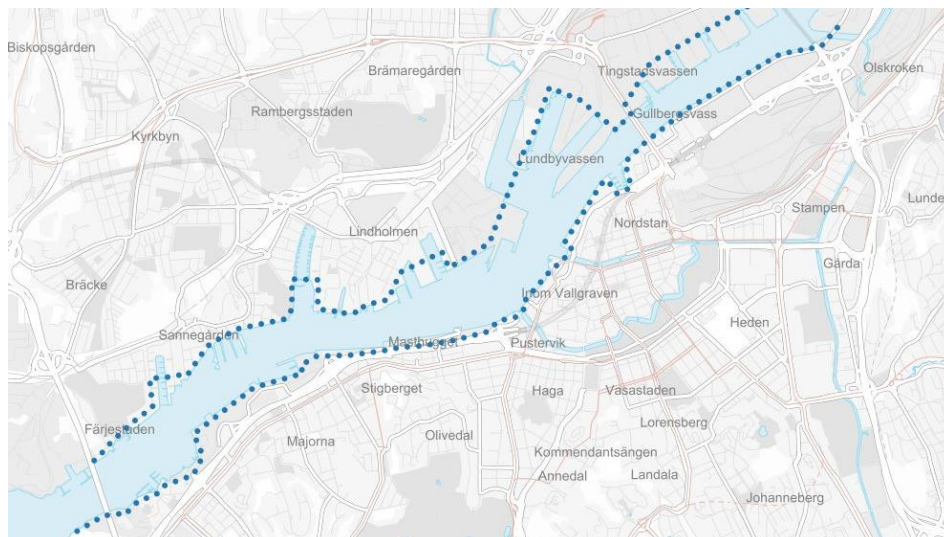 Biskopsgården
Olskroken
Brämaregården
Tingstadsvassen
Rambergsstaden
Gullbergsvass
Kyrkbyn
Lundbyvassen
Lunde
Stampen
Nordstan
Lindholmen
Gårda
Bräcke
Inom Vallgraven
Heden
Sannegården
Masthugget
Pustervik
Stigberget
Haga
Vasastaden
Lorensberg
Färjestaden
Majorna
Olivedal
Kommendantsängen
Annedal
Landala
Johanneberg